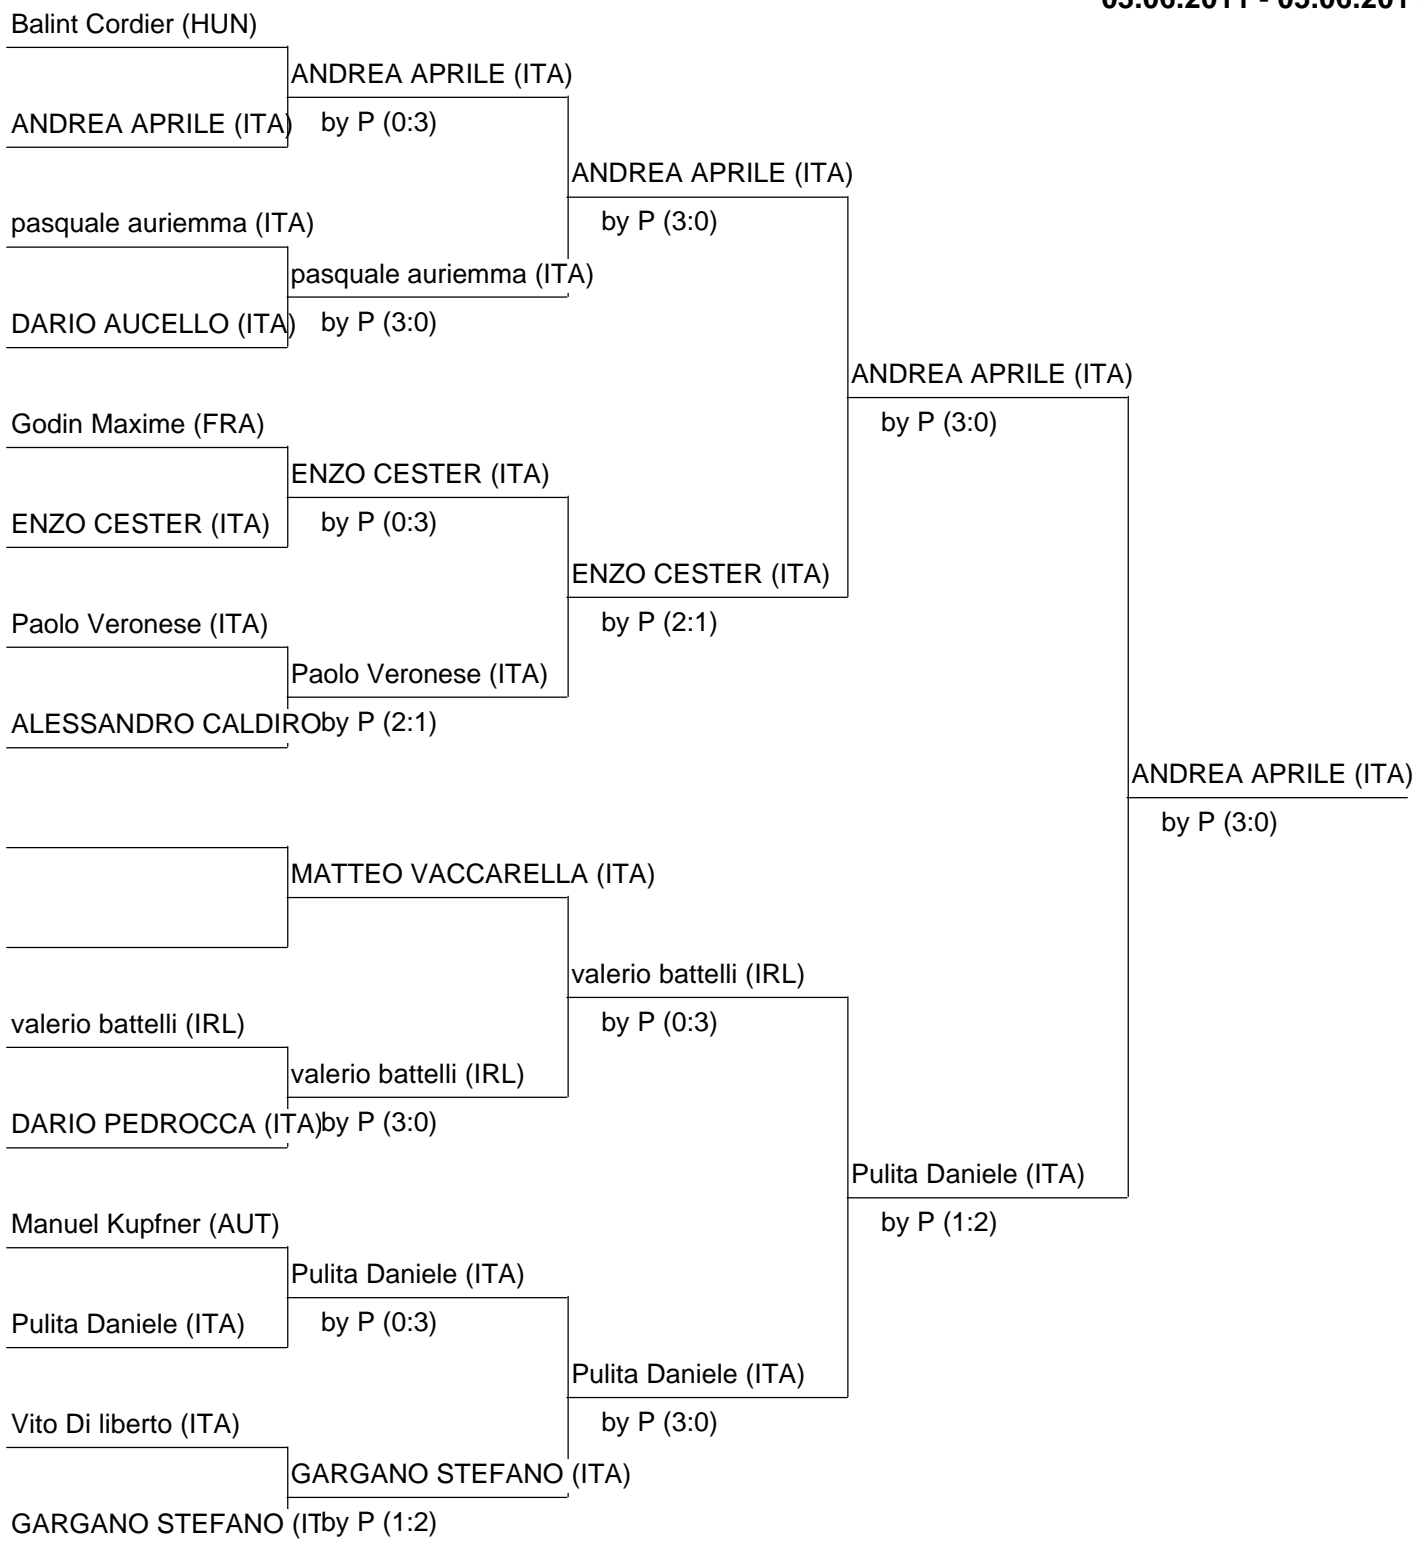 03.06.2011 - 05.06.201
Balint Cordier (HUN)
ANDREA APRILE (ITA)
ANDREA APRILE (ITA)
by P (0:3)
ANDREA APRILE (ITA)
pasquale auriemma (ITA)
by P (3:0)
pasquale auriemma (ITA)
DARIO AUCELLO (ITA)
by P (3:0)
ANDREA APRILE (ITA)
Godin Maxime (FRA)
by P (3:0)
ENZO CESTER (ITA)
ENZO CESTER (ITA)
by P (0:3)
ENZO CESTER (ITA)
Paolo Veronese (ITA)
by P (2:1)
Paolo Veronese (ITA)
ALESSANDRO CALDIRO
by P (2:1)
ANDREA APRILE (ITA)
by P (3:0)
MATTEO VACCARELLA (ITA)
valerio battelli (IRL)
valerio battelli (IRL)
by P (0:3)
valerio battelli (IRL)
DARIO PEDROCCA (ITA)
by P (3:0)
Pulita Daniele (ITA)
Manuel Kupfner (AUT)
by P (1:2)
Pulita Daniele (ITA)
Pulita Daniele (ITA)
by P (0:3)
Pulita Daniele (ITA)
Vito Di liberto (ITA)
by P (3:0)
GARGANO STEFANO (ITA)
GARGANO STEFANO (IT
by P (1:2)